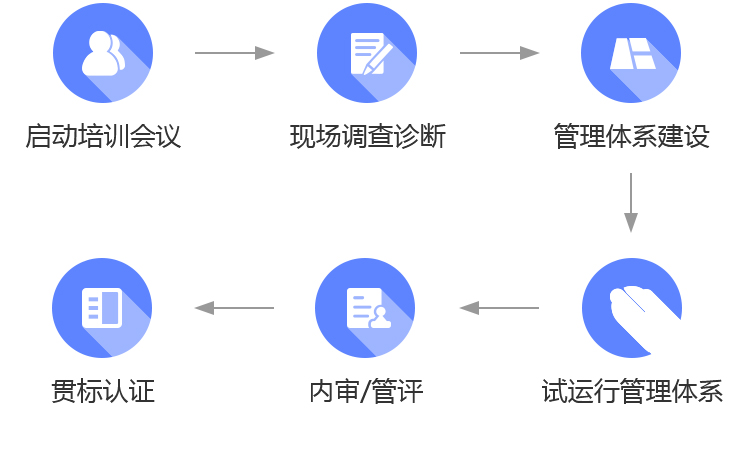 启动培训会议
现场调查诊断
管理体系建设
贯标认证
内审/管评
试运行管理体系